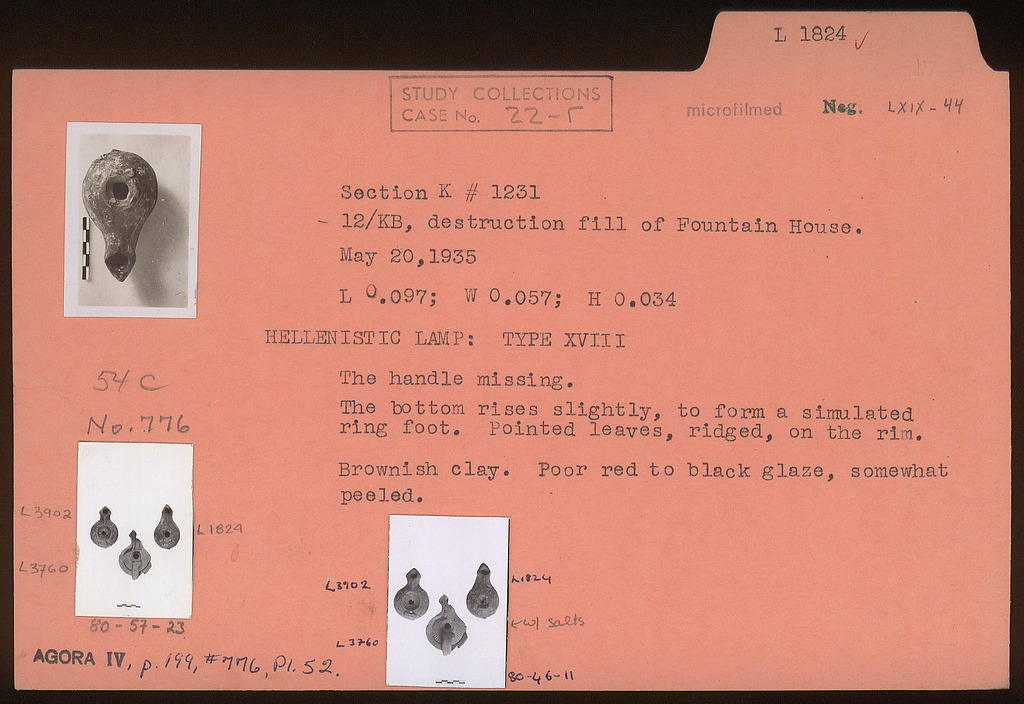 L 1824 ✓
STUDY COLLECTIONS
CASE No. 22-Γ
microfilmed Neg. LXIX-44
Section K # 1231
- 12/KB, destruction fill of Fountain House.
May 20,1935
L 0.097; W 0.057; H 0.034
HELLENISTIC LAMP: TYPE XVIII
The handle missing.
The bottom rises slightly, to form a simulated
ring foot. Pointed leaves, ridged, on the rim.
Brownish clay. Poor red to black glaze, somewhat
peeled.
54 C
No. 776
L3902
L1824
L3760
80-57-23
L3902
L1824
←w/ salts
L3760
80-46-11
AGORA IV, p. 199, #776, Pl. 52.